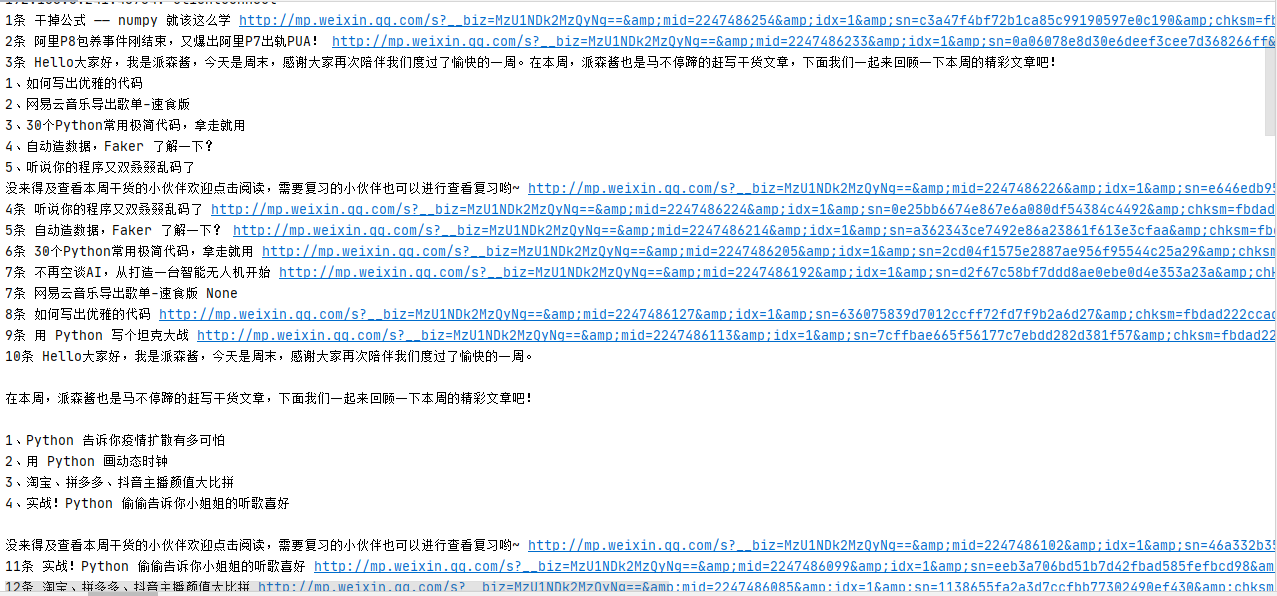 1条 干掉公式 —— numpy 就该这么学 http://mp.weixin.qq.com/s?__biz=MzU1NDk2MzQyNg==&amp;mid=2247486254&amp;idx=1&amp;sn=c3a47f4bf72b1ca85c99190597e0c190&amp;chksm=fb
2条 阿里P8包养事件刚结束，又爆出阿里P7出轨PUA! http://mp.weixin.qq.com/s?__biz=MzU1NDk2MzQyNg==&amp;mid=2247486233&amp;idx=1&amp;sn=0a06078e8d30e6deef3cee7d368266ff&
3条 Hello大家好，我是派森酱，今天是周末，感谢大家再次陪伴我们度过了愉快的一周。在本周，派森酱也是马不停蹄的赶写干货文章，下面我们一起来回顾一下本周的精彩文章吧!
1、如何写出优雅的代码
2、网易云音乐导出歌单-速食版
3、30个Python常用极简代码，拿走就用
4、自动造数据，Faker 了解一下?
5、听说你的程序又双叒叕乱码了
没来得及查看本周干货的小伙伴欢迎点击阅读，需要复习的小伙伴也可以进行查看复习哟~ http://mp.weixin.qq.com/s?__biz=MzU1NDk2MzQyNg==&amp;mid=2247486226&amp;idx=1&amp;sn=e646edb95
4条 听说你的程序又双叒叕乱码了 http://mp.weixin.qq.com/s?__biz=MzU1NDk2MzQyNg==&amp;mid=2247486224&amp;idx=1&amp;sn=0e25bb6674e867e6a080df54384c4492&amp;chksm=fbdad
5条 自动造数据，Faker 了解一下? http://mp.weixin.qq.com/s?__biz=MzU1NDk2MzQyNg==&amp;mid=2247486214&amp;idx=1&amp;sn=a362343ce7492e86a23861f613e3cfaa&amp;chksm=fb
6条 30个Python常用极简代码，拿走就用 http://mp.weixin.qq.com/s?__biz=MzU1NDk2MzQyNg==&amp;mid=2247486205&amp;idx=1&amp;sn=2cd04f1575e2887ae956f95544c25a29&amp;chksm
7条 不再空谈AI，从打造一台智能无人机开始 http://mp.weixin.qq.com/s?__biz=MzU1NDk2MzQyNg==&amp;mid=2247486192&amp;idx=1&amp;sn=d2f67c58bf7ddd8ae0ebe0d4e353a23a&amp;ch
7条 网易云音乐导出歌单-速食版 None
8条 如何写出优雅的代码 http://mp.weixin.qq.com/s?__biz=MzU1NDk2MzQyNg==&amp;mid=2247486127&amp;idx=1&amp;sn=636075839d7012ccff72fd7f9b2a6d27&amp;chksm=fbdad222ccad
9条 用 Python 写个坦克大战 http://mp.weixin.qq.com/s?__biz=MzU1NDk2MzQyNg==&amp;mid=2247486113&amp;idx=1&amp;sn=7cffbae665f56177c7ebdd282d381f57&amp;chksm=fbdad22
10条 Hello大家好，我是派森酱，今天是周末，感谢大家再次陪伴我们度过了愉快的一周。
在本周，派森酱也是马不停蹄的赶写干货文章，下面我们一起来回顾一下本周的精彩文章吧!
1、Python 告诉你疫情扩散有多可怕
2、用 Python 画动态时钟
3、淘宝、拼多多、抖音主播颜值大比拼
4、实战! Python 偷偷告诉你小姐姐的听歌喜好
没来得及查看本周干货的小伙伴欢迎点击阅读，需要复习的小伙伴也可以进行查看复习哟~ http://mp.weixin.qq.com/s?__biz=MzU1NDk2MzQyNg==&amp;mid=2247486102&amp;idx=1&amp;sn=46a332b35
11条 实战! Python 偷偷告诉你小姐姐的听歌喜好 http://mp.weixin.qq.com/s?__biz=MzU1NDk2MzQyNg==&amp;mid=2247486099&amp;idx=1&amp;sn=eeb3a706bd51b7d42fbad585fefbcd98&am
12条 淘宝、拼多多、抖音主播颜值大比拼 http://mp.weixin.qq.com/s?__biz=MzU1NDk2MzQyNg==&amp;mid=2247486085&amp;idx=1&amp;sn=1138655fa2a3d7ccfbb77302490ef430&amp;chksm